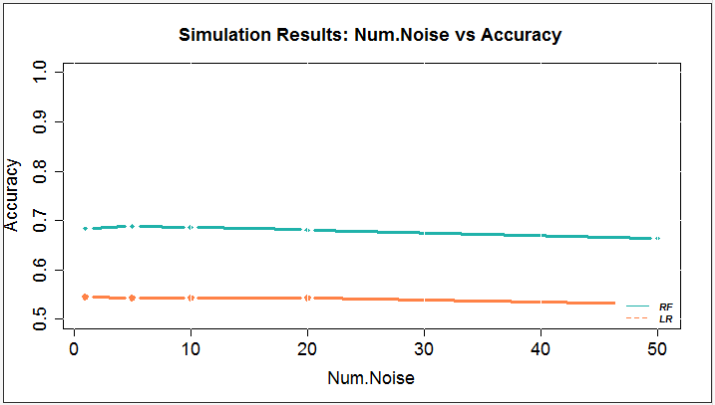 Simulation Results: Num.Noise vs Accuracy
1.0
0.9
0.8
0.7
0.6
0.5
Accuracy
0 10 20 30 40 50
Num.Noise
RF
LR